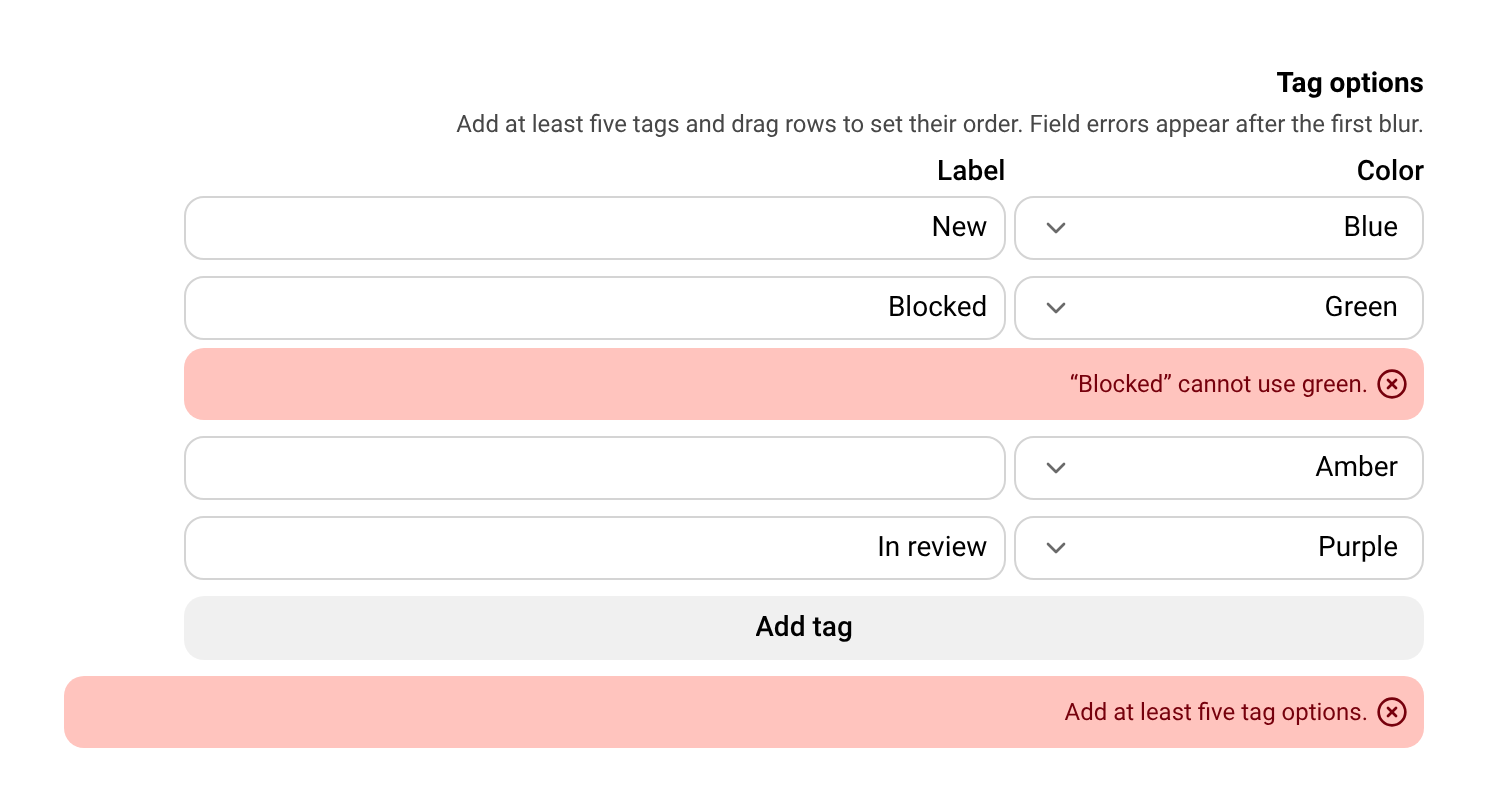 Tag options
Add at least five tags and drag rows to set their order. Field errors appear after the first blur.
Color Label
Blue New
Green Blocked
“Blocked” cannot use green.
Amber
Purple In review
Add tag
Add at least five tag options.